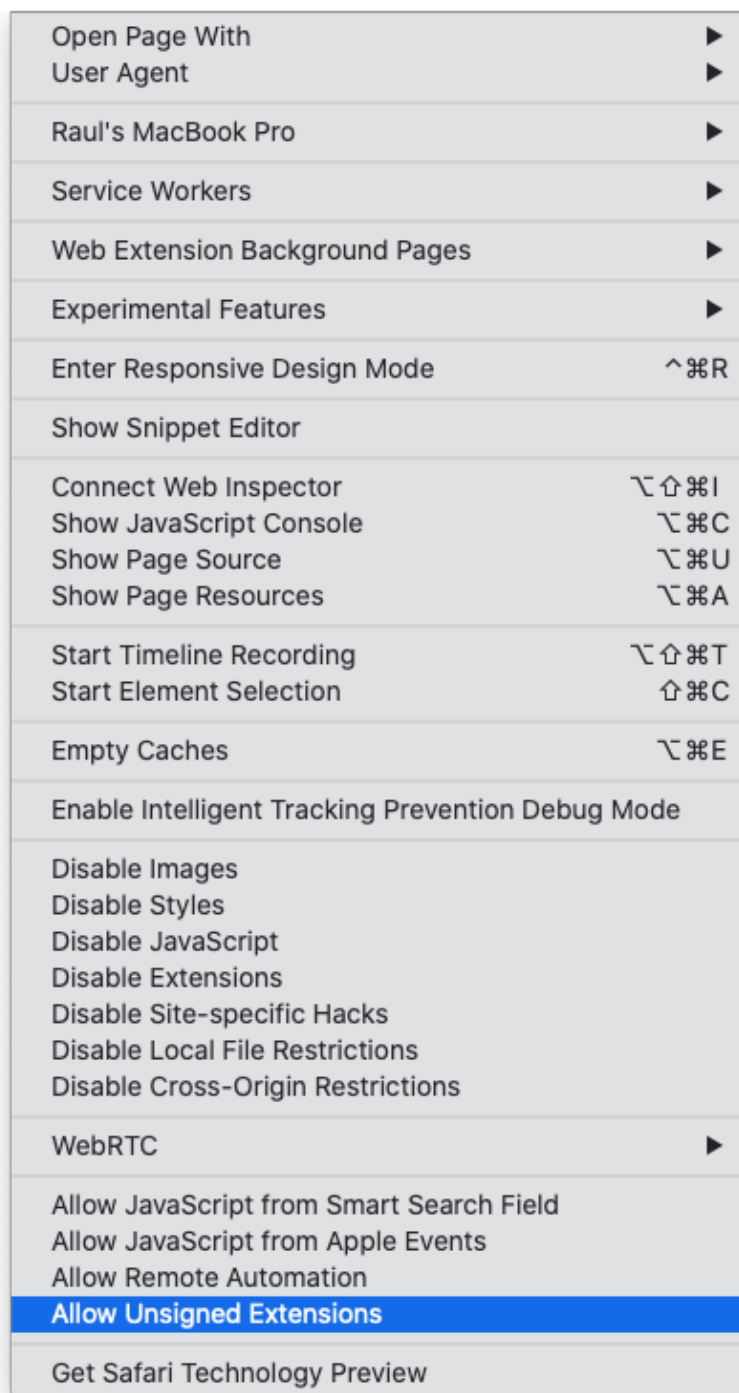 Open Page With ▶
User Agent ▶
Raul's MacBook Pro ▶
Service Workers ▶
Web Extension Background Pages ▶
Experimental Features ▶
Enter Responsive Design Mode ^⌘R
Show Snippet Editor
Connect Web Inspector ⌥⇧⌘I
Show JavaScript Console ⌥⌘C
Show Page Source ⌥⌘U
Show Page Resources ⌥⌘A
Start Timeline Recording ⌥⇧⌘T
Start Element Selection ⇧⌘C
Empty Caches ⌥⌘E
Enable Intelligent Tracking Prevention Debug Mode
Disable Images
Disable Styles
Disable JavaScript
Disable Extensions
Disable Site-specific Hacks
Disable Local File Restrictions
Disable Cross-Origin Restrictions
WebRTC ▶
Allow JavaScript from Smart Search Field
Allow JavaScript from Apple Events
Allow Remote Automation
Allow Unsigned Extensions
Get Safari Technology Preview